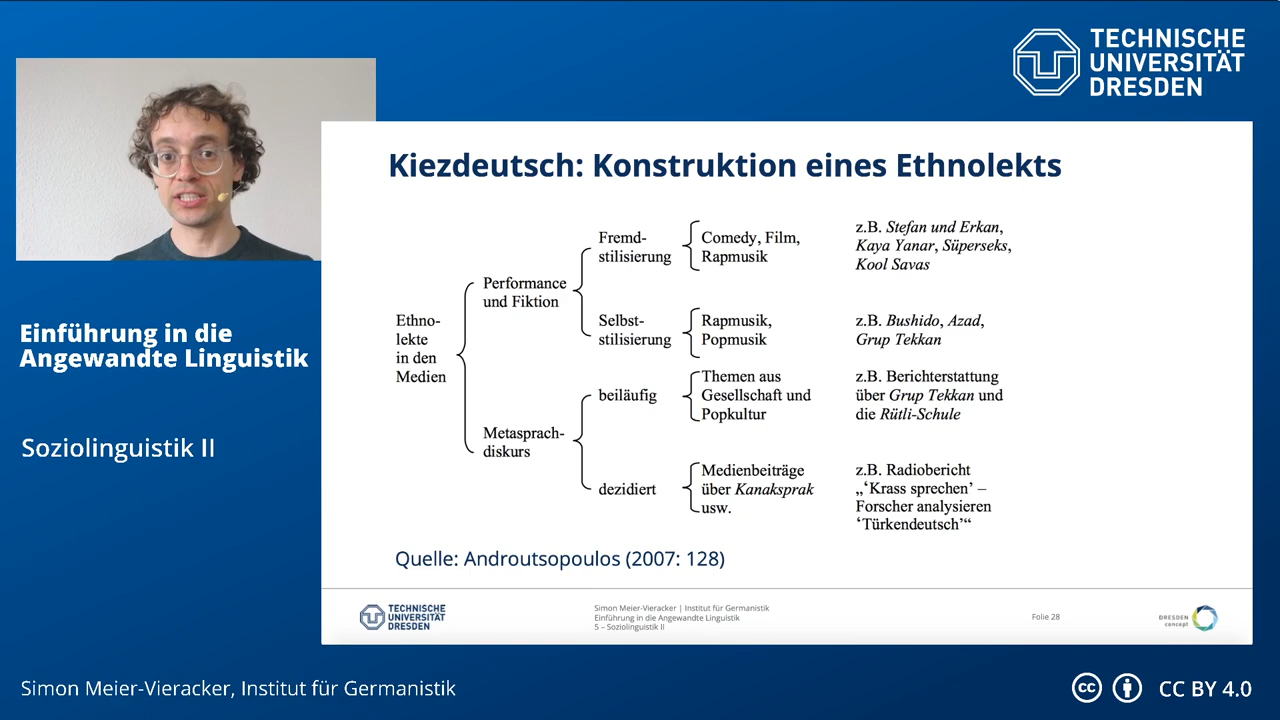 TECHNISCHE
UNIVERSITÄT
DRESDEN
Kiezdeutsch: Konstruktion eines Ethnolekts
Ethno-
lekte
in den
Medien
Performance
und Fiktion
Fremd-
stilisierung
Comedy, Film,
Rapmusik
z.B. Stefan und Erkan,
Kaya Yanar, Süperseks,
Kool Savas
Selbst-
stilisierung
Rapmusik,
Popmusik
z.B. Bushido, Azad,
Grup Tekkan
Metasprach-
diskurs
beiläufig
Themen aus
Gesellschaft und
Popkultur
z.B. Berichterstattung
über Grup Tekkan und
die Rütli-Schule
dezidiert
Medienbeiträge
über Kanaksprak
usw.
z.B. Radiobericht
„‘Krass sprechen’ –
Forscher analysieren
‘Türkendeutsch’“
Quelle: Androutsopoulos (2007: 128)
TECHNISCHE
UNIVERSITÄT
DRESDEN
Simon Meier-Vieracker | Institut für Germanistik
Einführung in die Angewandte Linguistik
5 – Soziolinguistik II
Folie 28
DRESDEN
concept
Einführung in die
Angewandte Linguistik
Soziolinguistik II
Simon Meier-Vieracker, Institut für Germanistik
cc
CC BY 4.0